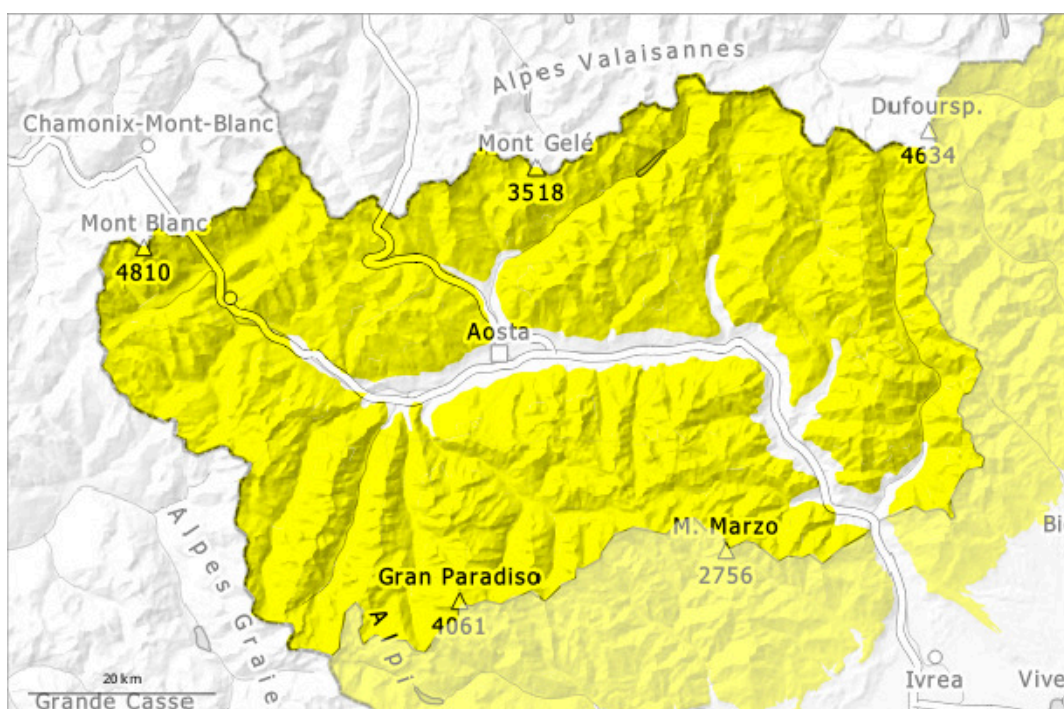 Alpes Valaisannes
Dufoursp.
4634
Chamonix-Mont-Blanc
Mont Gelé
3518
Mont Blanc
4810
Aosta
M. Marzo
2756
Gran Paradiso
4061
Alpi
Alpes Graie
20 km
Grande Casse
Ivrea
Bi
Vive